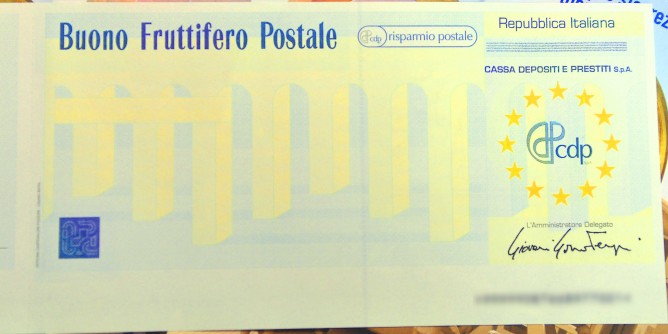 Buono Fruttifero Postale
cdp risparmio postale
Repubblica Italiana
CASSA DEPOSITI E PRESTITI S.p.A.
cdp
L'Amministratore Delegato